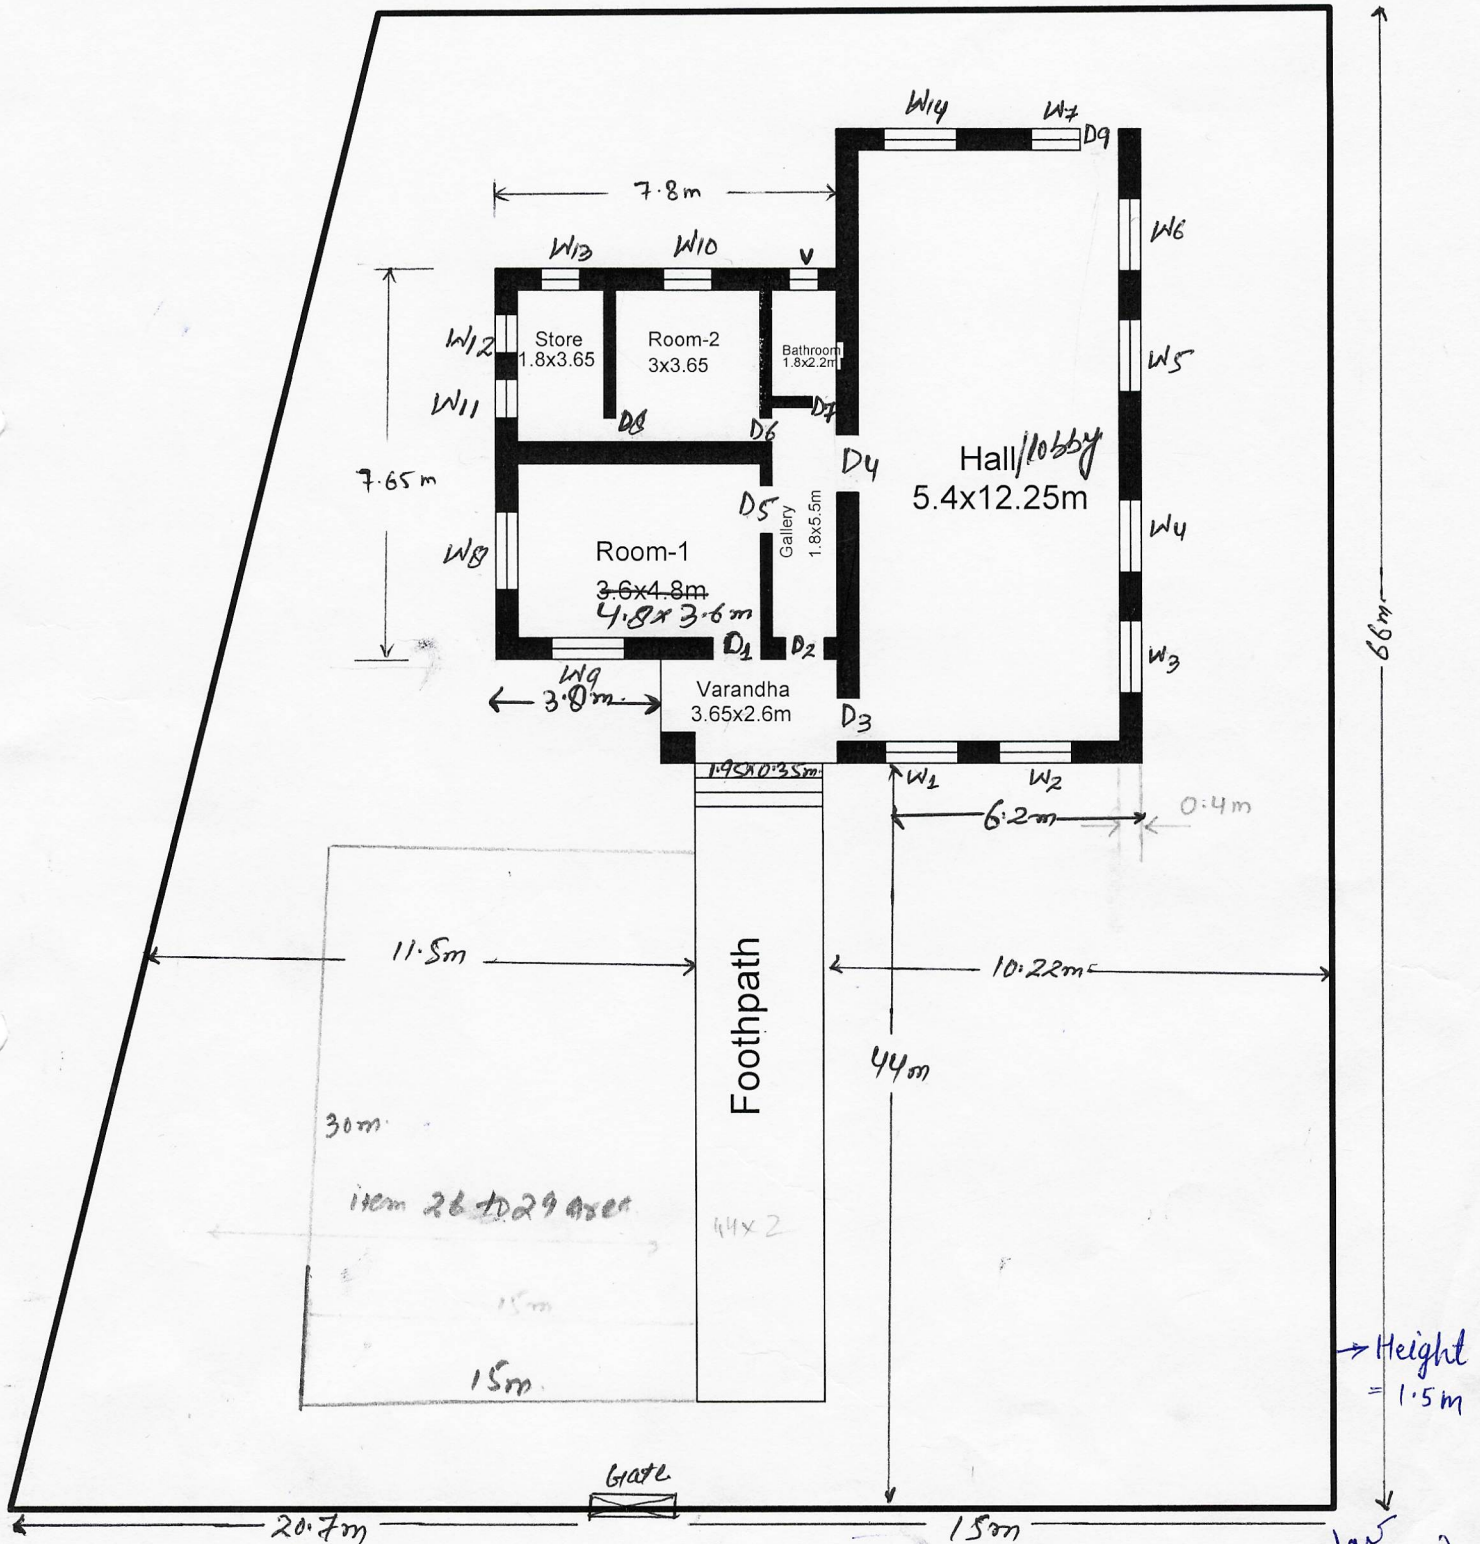 W14
W7
D9
7.8m
W6
W13
W10
V
W12
Store
1.8x3.65
Room-2
3x3.65
Bathroom
1.8x2.2m
W5
W11
D8
D6
D7
D4
Hall/lobby
5.4x12.25m
7.65m
D5
Gallery
1.8x5.5m
W4
W8
Room-1
3.6x4.8m
4.8x3.6m
69m
D1
D2
W3
W9
3.8m
Varandha
3.65x2.6m
D3
1.95x0.35m
W1
W2
6.2m
0.4m
11.5m
10.22m
Foothpath
44m
30m
item 26 to 29 Area
44x2
15m
15m
→ Height
= 1.5m
Gate
20.7m
15m